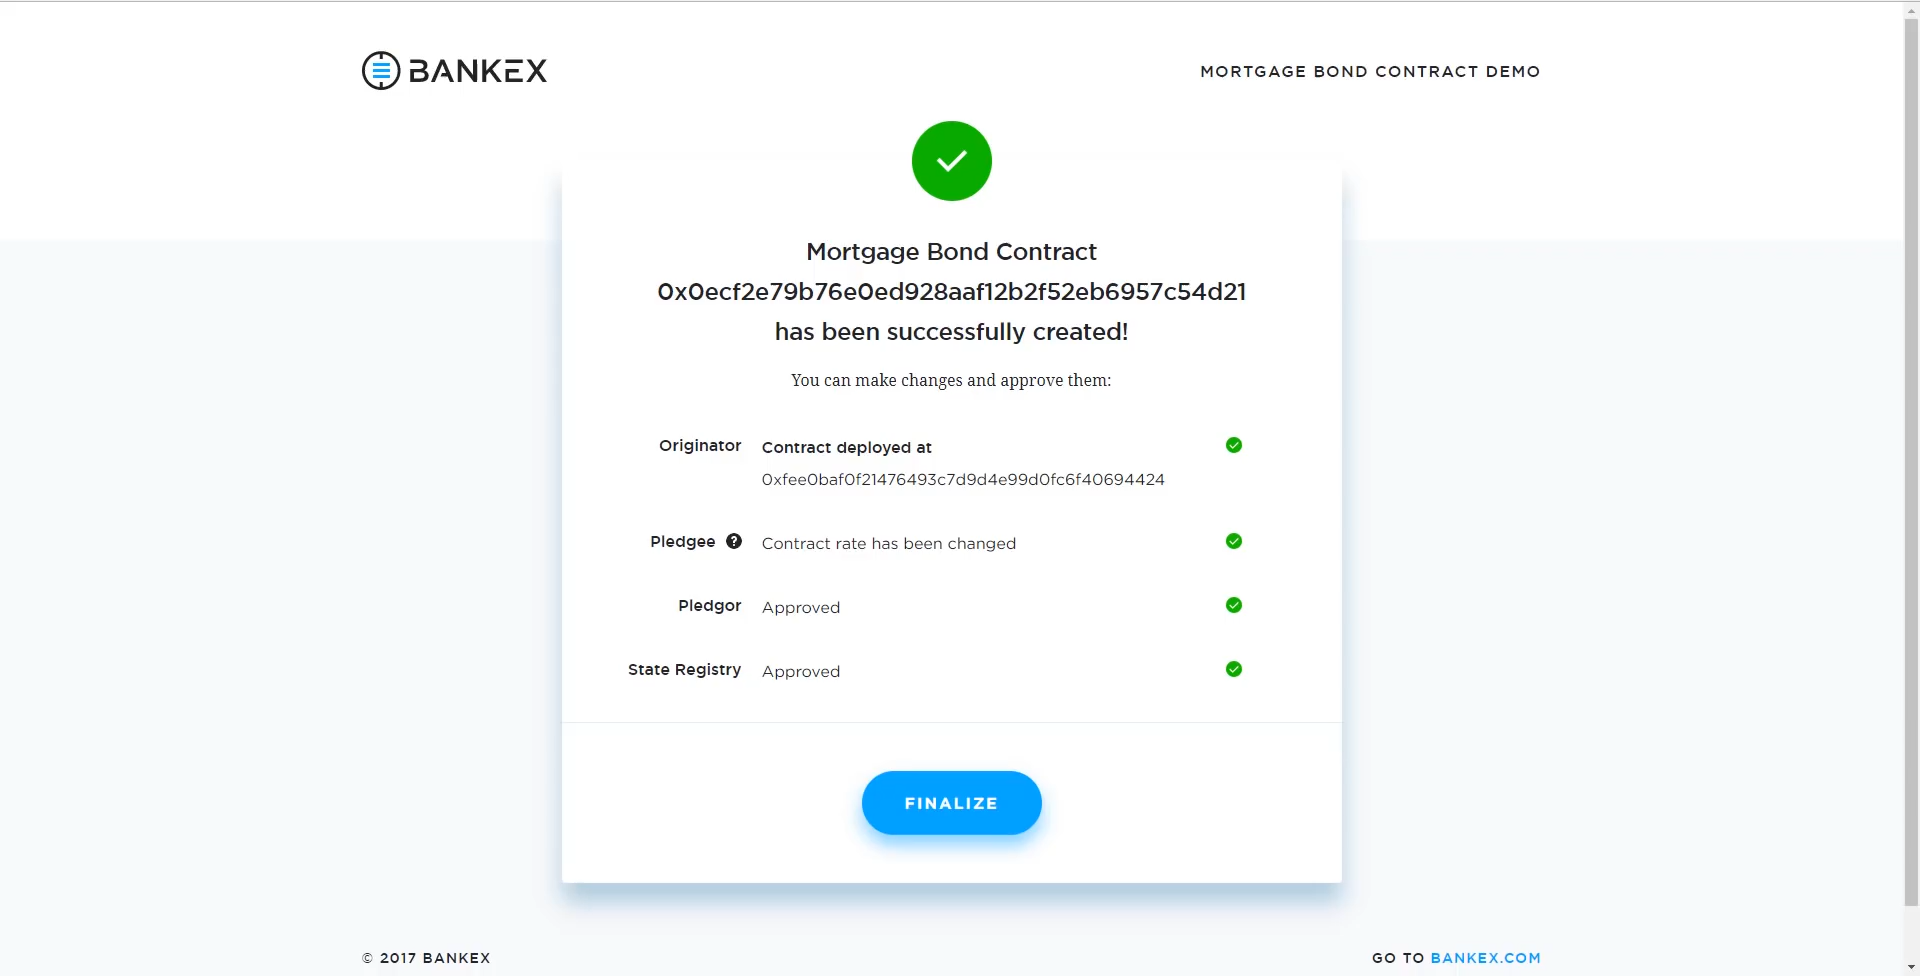 BANKEX
MORTGAGE BOND CONTRACT DEMO
Mortgage Bond Contract
0x0ecf2e79b76e0ed928aaf12b2f52eb6957c54d21
has been successfully created!
You can make changes and approve them:
Originator
Contract deployed at
0xfee0baf0f21476493c7d9d4e99d0fc6f40694424
Pledgee ?
Contract rate has been changed
Pledgor
Approved
State Registry
Approved
FINALIZE
© 2017 BANKEX
GO TO BANKEX.COM